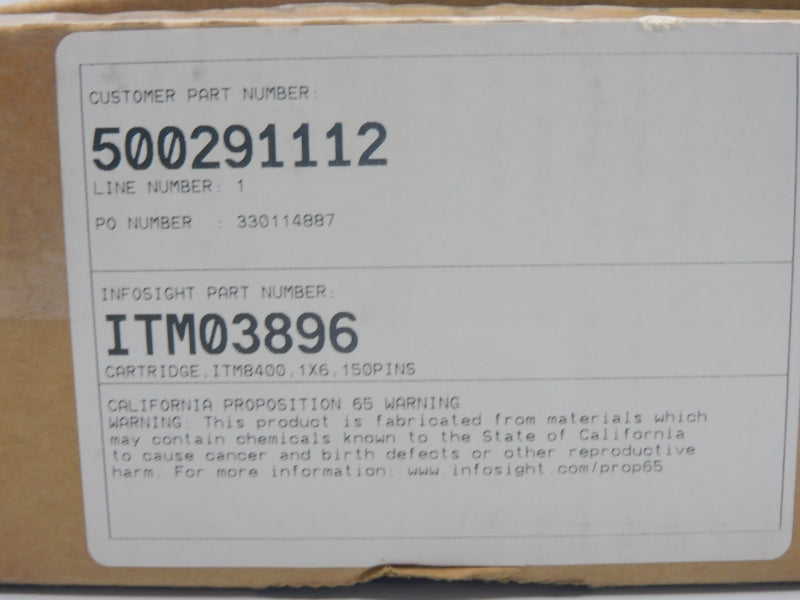 CUSTOMER PART NUMBER:
500291112
LINE NUMBER: 1
PO NUMBER : 330114887
INFOSIGHT PART NUMBER:
ITM03896
CARTRIDGE,ITM8400,1X6,150PINS
CALIFORNIA PROPOSITION 65 WARNING
WARNING: This product is fabricated from materials which
may contain chemicals known to the State of California
to cause cancer and birth defects or other reproductive
harm. For more information: www.infosight.com/prop65